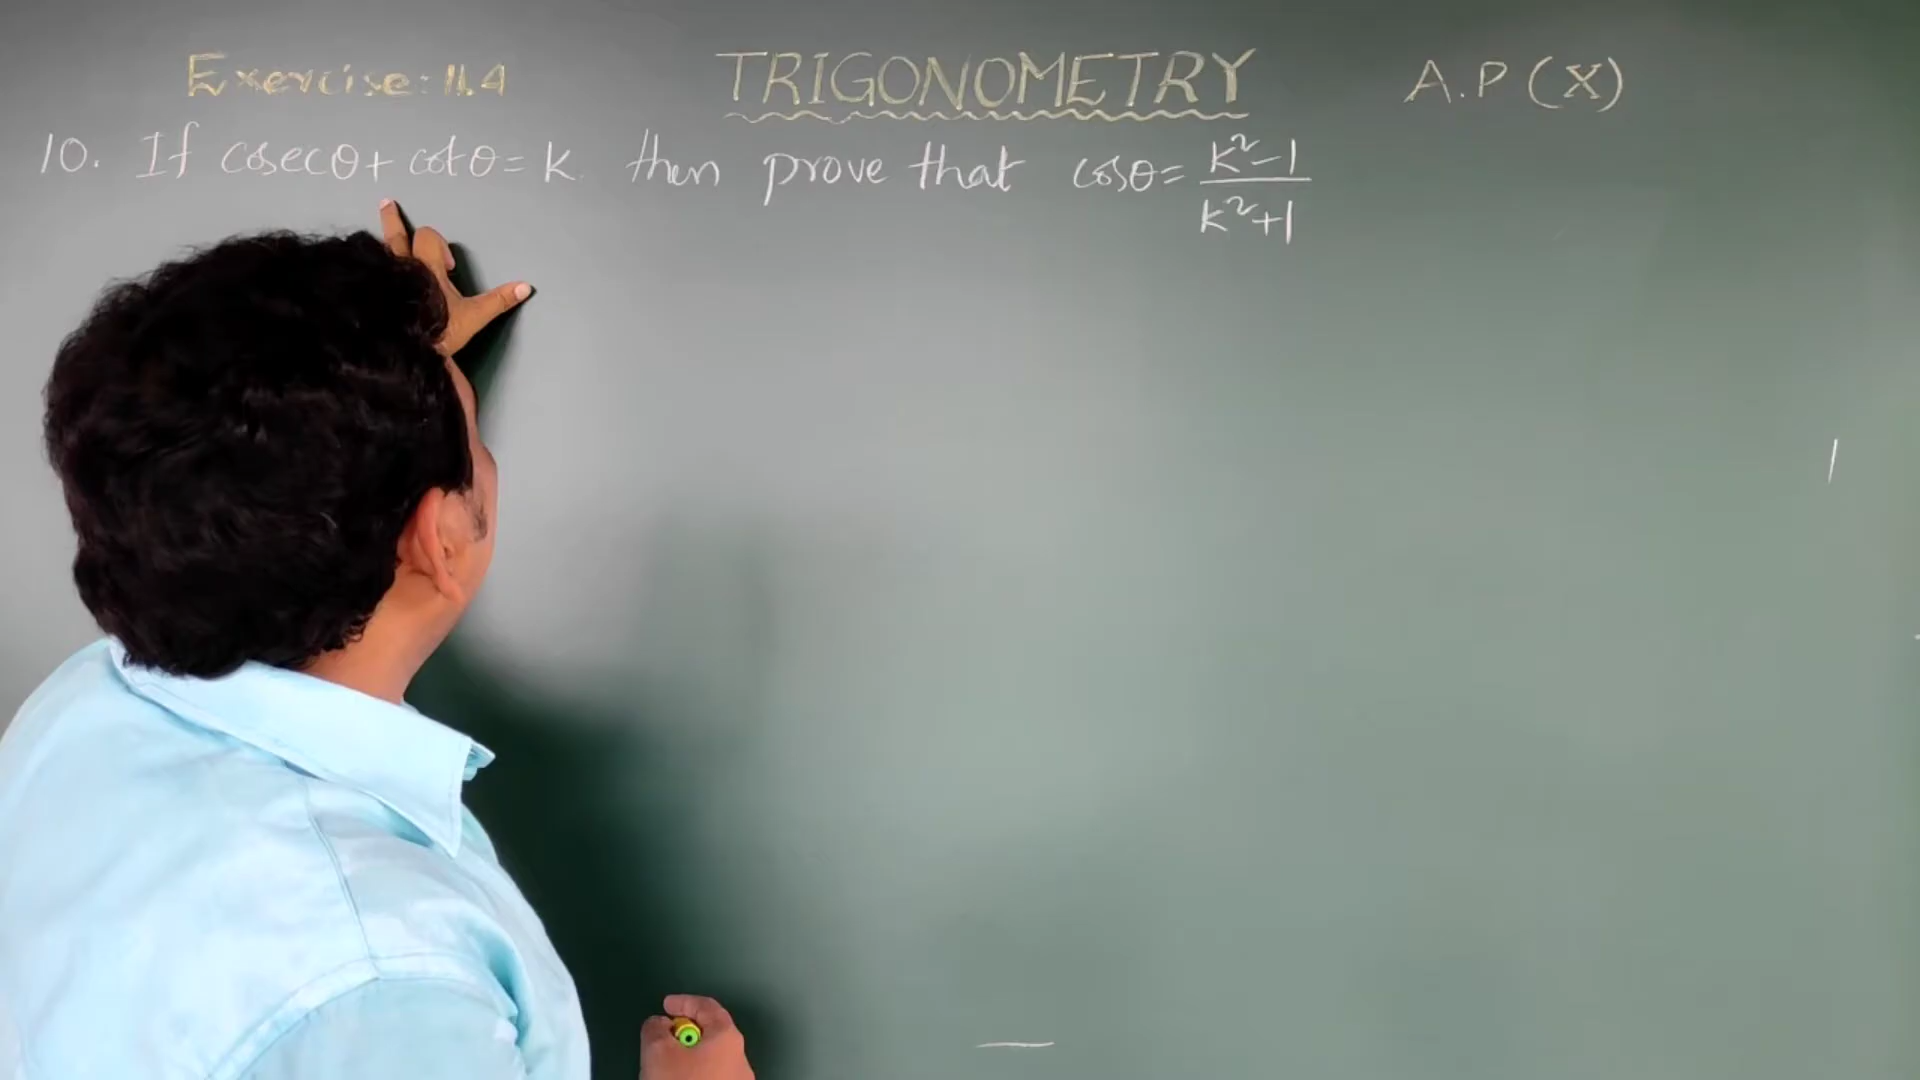 Exercise: 11.4 TRIGONOMETRY A.P (X)
10. If cosecθ + cotθ = k then prove that cosθ = k²-1 / k²+1